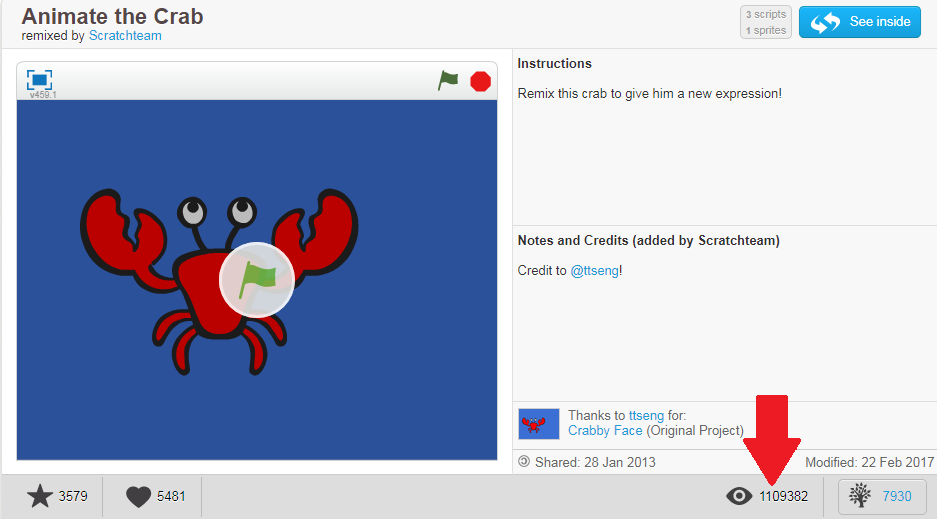 Animate the Crab
remixed by Scratchteam
3 scripts
1 sprites
See inside
v459.1
Instructions
Remix this crab to give him a new expression!
Notes and Credits (added by Scratchteam)
Credit to @ttseng!
Thanks to ttseng for:
Crabby Face (Original Project)
© Shared: 28 Jan 2013 Modified: 22 Feb 2017
3579 5481 1109382 7930